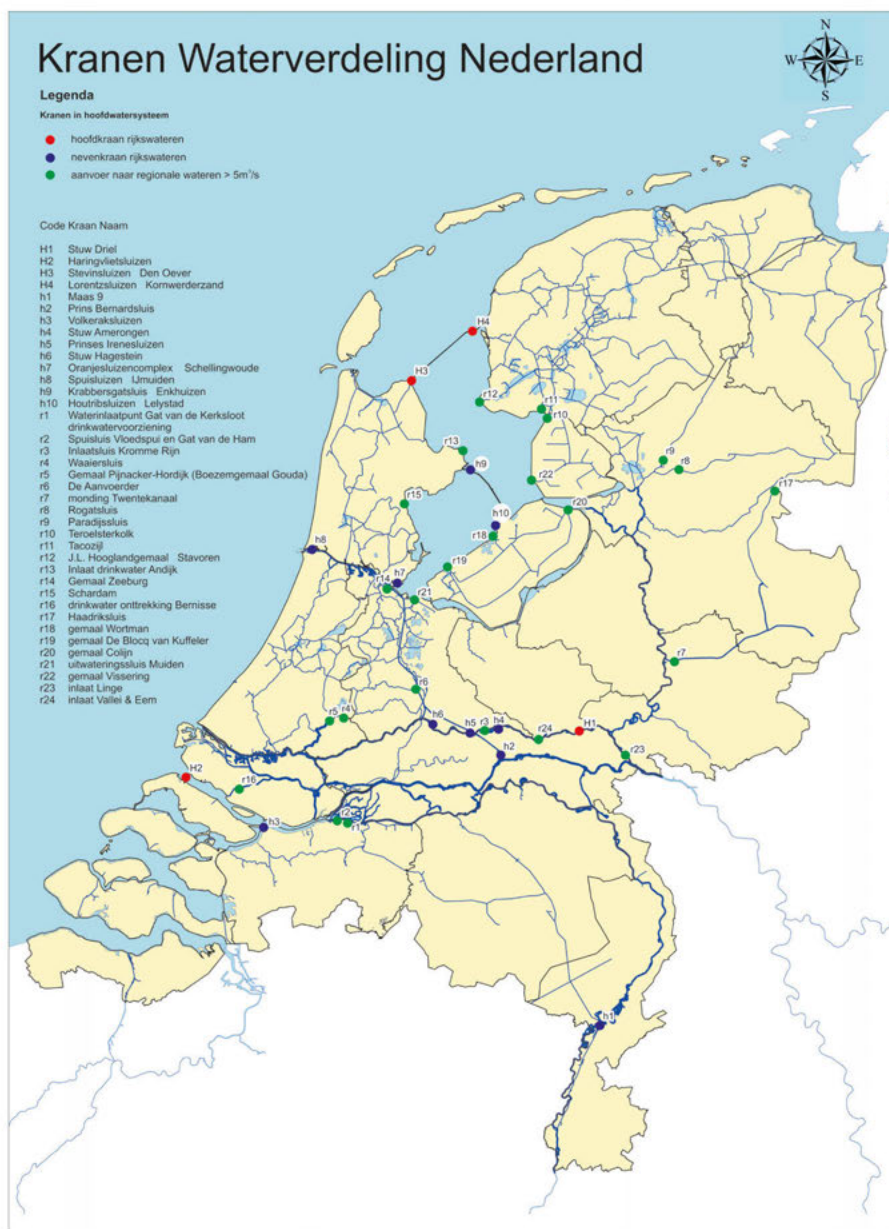 Kranen Waterverdeling Nederland
N
W E
S
Legenda
Kranen in hoofdwatersysteem
hoofdkraan rijkswateren
nevenkraan rijkswateren
aanvoer naar regionale wateren > 5m³/s
Code Kraan Naam
H1 Stuw Driel
H2 Haringvlietsluizen
H3 Stevinsluizen Den Oever
H4 Lorentzsluizen Kornwerderzand
h1 Maas 9
h2 Prins Bernardsluis
h3 Volkeraksluizen
h4 Stuw Amerongen
h5 Prinses Irenesluizen
h6 Stuw Hagestein
h7 Oranjesluizencomplex Schellingwoude
h8 Spuisluizen IJmuiden
h9 Krabbersgatsluis Enkhuizen
h10 Houtribsluizen Lelystad
r1 Waterinlaatpunt Gat van de Kerksloot
drinkwatervoorziening
r2 Spuisluis Vloedspui en Gat van de Ham
r3 Inlaatsluis Kromme Rijn
r4 Waaiersluis
r5 Gemaal Pijnacker-Hordijk (Boezemgemaal Gouda)
r6 De Aanvoerder
r7 monding Twentekanaal
r8 Rogatsluis
r9 Paradijssluis
r10 Teroelsterkolk
r11 Tacozijl
r12 J.L. Hooglandgemaal Stavoren
r13 Inlaat drinkwater Andijk
r14 Gemaal Zeeburg
r15 Schardam
r16 drinkwater onttrekking Bernisse
r17 Haadriksluis
r18 gemaal Wortman
r19 gemaal De Blocq van Kuffeler
r20 gemaal Colijn
r21 uitwateringssluis Muiden
r22 gemaal Vissering
r23 inlaat Linge
r24 inlaat Vallei & Eem
H4
H3
r12
r11
r10
r13
h9
r9
r8
r22
r17
r15
r20
h10
r18
h8
r19
h7
r14
r21
r7
r6
r5
r4
h6
h5
r3
h4
r24
H1
h2
r23
H2
r16
h3
r2
r1
h1